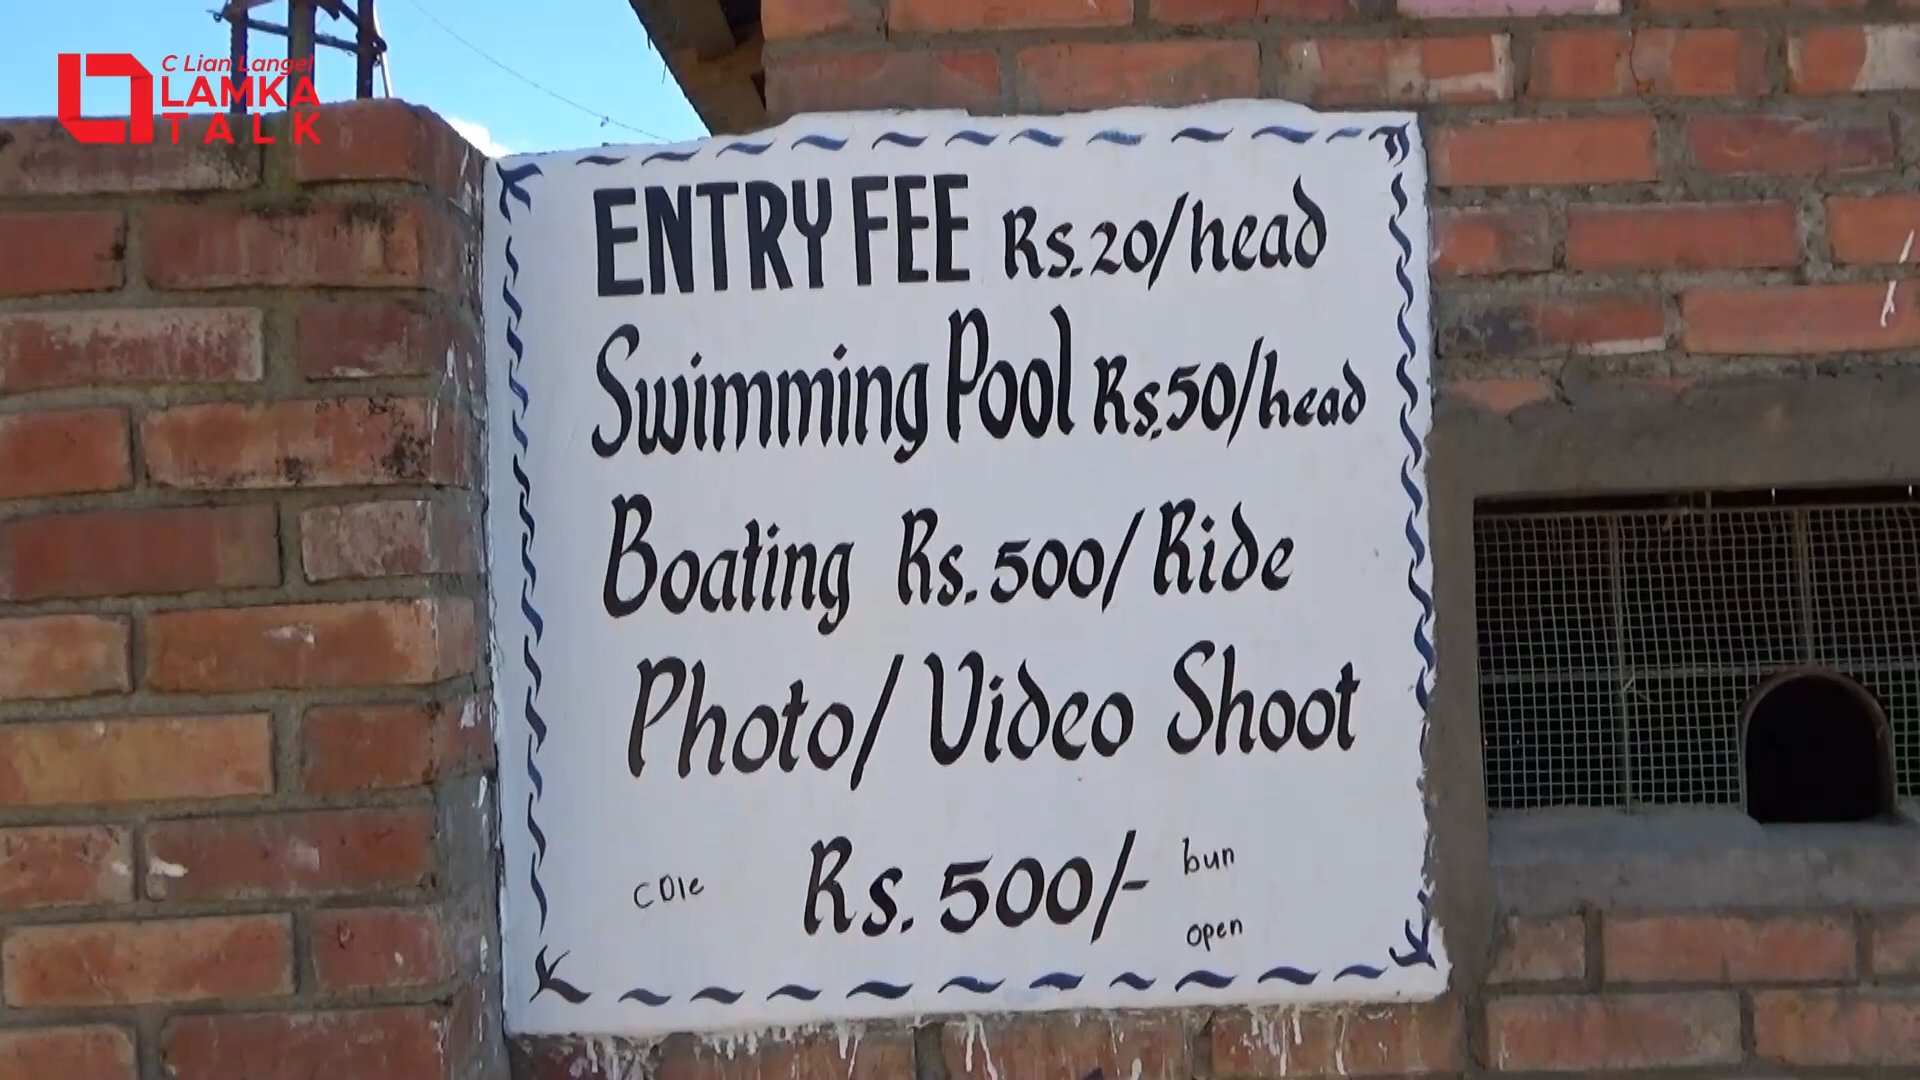 C Lian Langel
LAMKA
TALK
ENTRY FEE Rs.20/head
Swimming Pool Rs.50/head
Boating Rs.500/Ride
Photo/Video Shoot
Rs.500/-
cole
bun
open